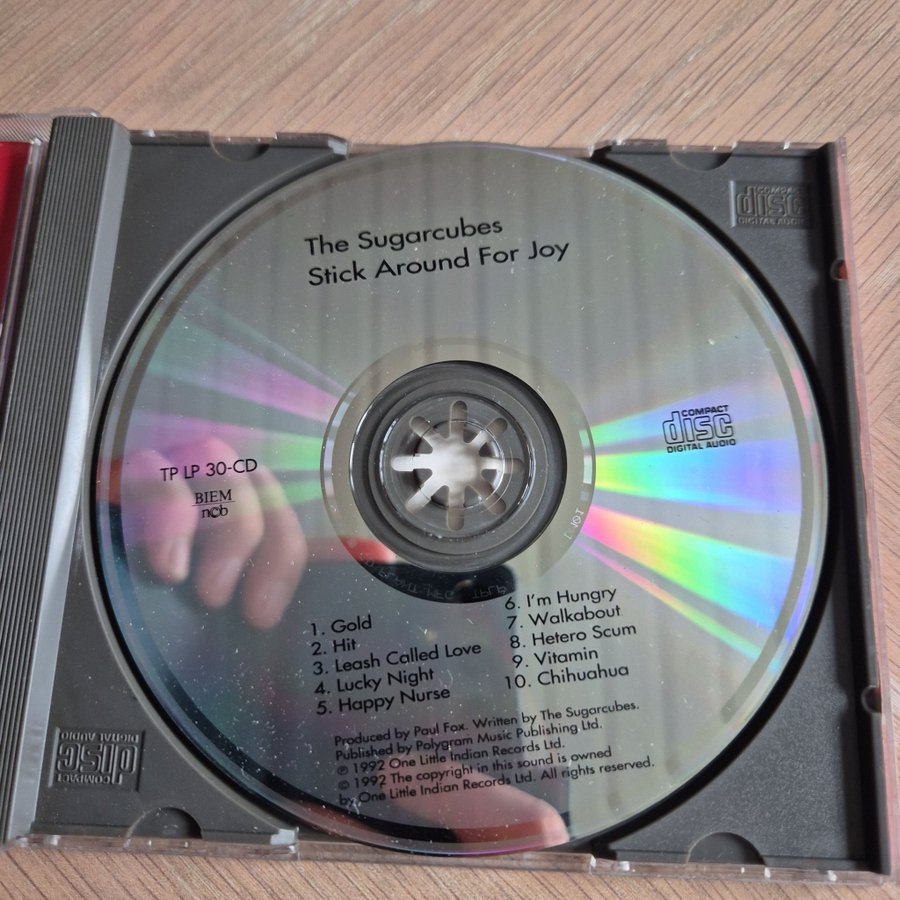 The Sugarcubes
Stick Around For Joy
COMPACT
disc
DIGITAL AUDIO
COMPACT
disc
DIGITAL AUDIO
TP LP 30-CD
BIEM
n©b
1. Gold
2. Hit
3. Leash Called Love
4. Lucky Night
5. Happy Nurse
6. I'm Hungry
7. Walkabout
8. Hetero Scum
9. Vitamin
10. Chihuahua
Produced by Paul Fox. Written by The Sugarcubes.
Published by Polygram Music Publishing Ltd.
℗ 1992 One Little Indian Records Ltd.
© 1992 The copyright in this sound is owned
by One Little Indian Records Ltd. All rights reserved.
COMPACT
disc
DIGITAL AUDIO